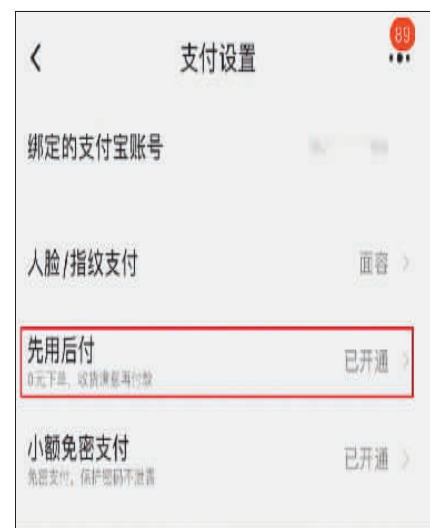 89
支付设置
绑定的支付宝账号
人脸/指纹支付
面容
先用后付
已开通
0元下单，收货满意再付款
小额免密支付
已开通
免密支付，保护密码不泄露